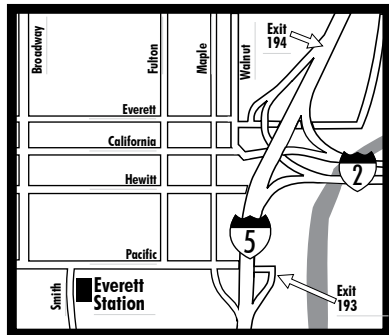 Broadway
Fulton
Maple
Walnut
Exit
194
Everett
California
Hewitt
2
5
Pacific
Smith
Everett
Station
Exit
193